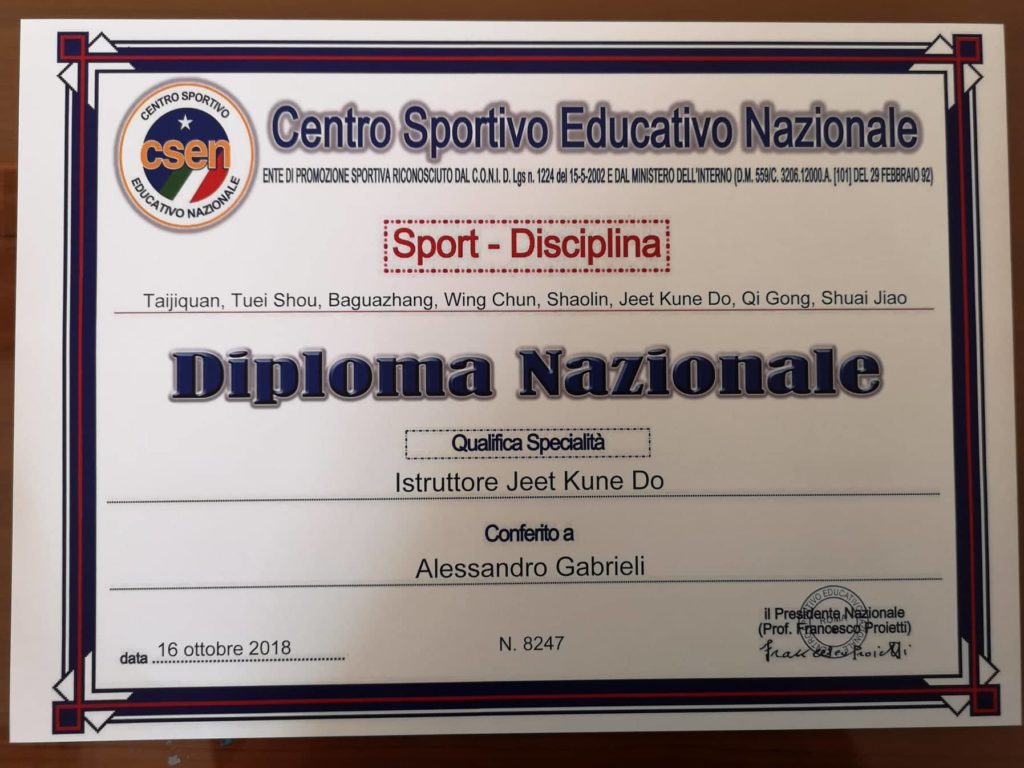 CENTRO SPORTIVO
csen
EDUCATIVO NAZIONALE
Centro Sportivo Educativo Nazionale
ENTE DI PROMOZIONE SPORTIVA RICONOSCIUTO DAL C.O.N.I. D. Lgs n. 1224 del 15-5-2002 E DAL MINISTERO DELL'INTERNO (D.M. 559/C. 3206.12000.A. [101] DEL 29 FEBBRAIO 92)
Sport - Disciplina
Taijiquan, Tuei Shou, Baguazhang, Wing Chun, Shaolin, Jeet Kune Do, Qi Gong, Shuai Jiao
Diploma Nazionale
Qualifica Specialità
Istruttore Jeet Kune Do
Conferito a
Alessandro Gabrieli
il Presidente Nazionale
(Prof. Francesco Proietti)
Francesco Proietti
data 16 ottobre 2018
N. 8247